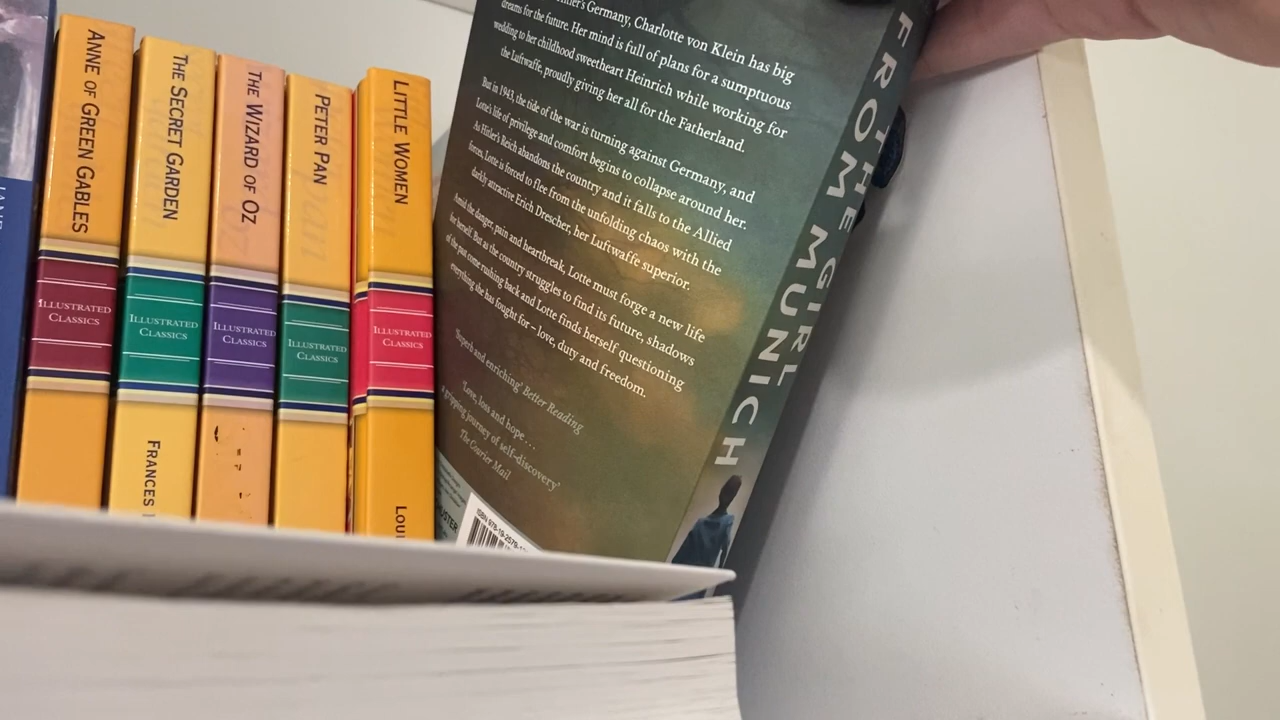 ANNE OF GREEN GABLES
ILLUSTRATED
CLASSICS
THE SECRET GARDEN
ILLUSTRATED
CLASSICS
FRANCES
THE WIZARD OF OZ
ILLUSTRATED
CLASSICS
PETER PAN
ILLUSTRATED
CLASSICS
LITTLE WOMEN
ILLUSTRATED
CLASSICS
LOU
Germany, Charlotte von Klein has big
dreams for the future. Her mind is full of plans for a sumptuous
wedding to her childhood sweetheart Heinrich while working for
the Luftwaffe, proudly giving her all for the Fatherland.
But in 1943, the tide of the war is turning against Germany, and
Lotte's life of privilege and comfort begins to collapse around her.
As Hitler's Reich abandons the country and it falls to the Allied
forces, Lotte is forced to flee from the unfolding chaos with the
darkly attractive Erich Drescher, her Luftwaffe superior.
Amid the danger, pain and heartbreak, Lotte must forge a new life
for herself. But as the country struggles to find its future, shadows
of the past come rushing back and Lotte finds herself questioning
everything she has fought for – love, duty and freedom.
'Superb and enriching' Better Reading
'Love, loss and hope ...
a gripping journey of self-discovery'
The Courier Mail
THE GIRL
FROM MUNICH